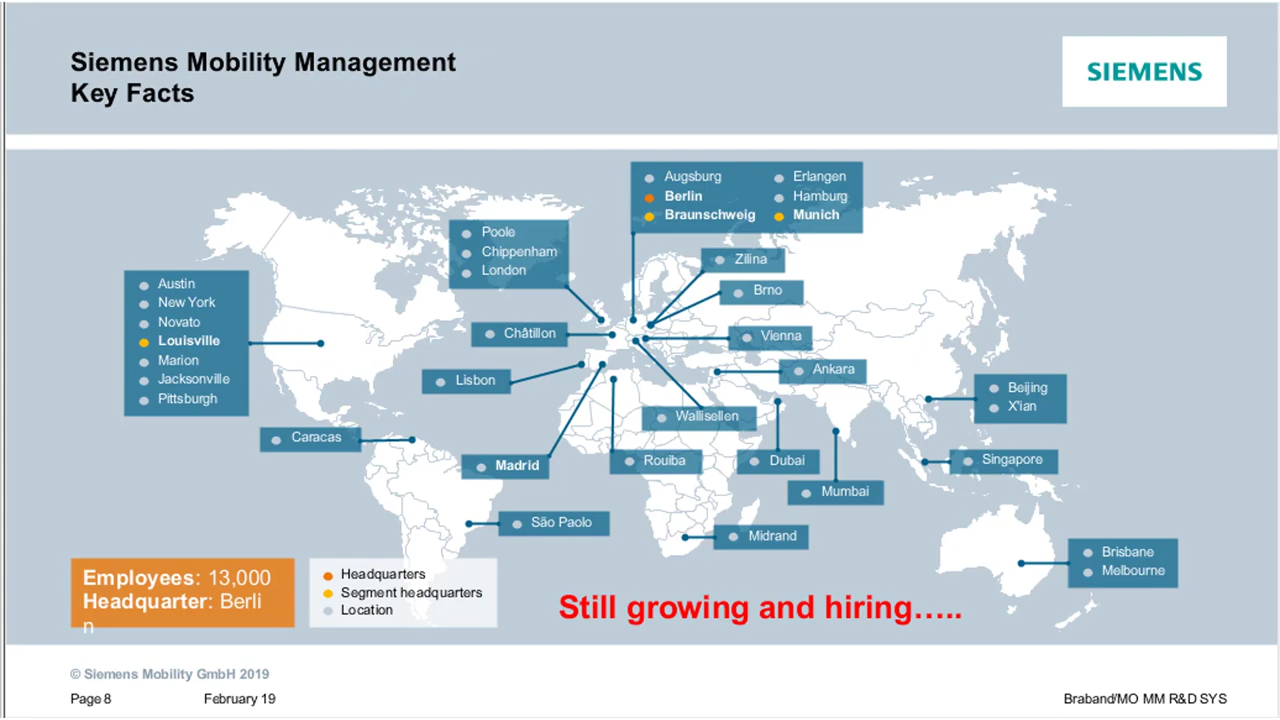 Siemens Mobility Management
Key Facts
SIEMENS
Augsburg
Berlin
Braunschweig
Erlangen
Hamburg
Munich
Poole
Chippenham
London
Zilina
Brno
Austin
New York
Novato
Louisville
Marion
Jacksonville
Pittsburgh
Châtillon
Vienna
Lisbon
Ankara
Beijing
X'ian
Wallisellen
Caracas
Madrid
Rouiba
Dubai
Singapore
Mumbai
São Paolo
Midrand
Brisbane
Melbourne
Employees: 13,000
Headquarter: Berli
n
Headquarters
Segment headquarters
Location
Still growing and hiring…..
© Siemens Mobility GmbH 2019
Page 8 February 19 Braband/MO MM R&D SYS